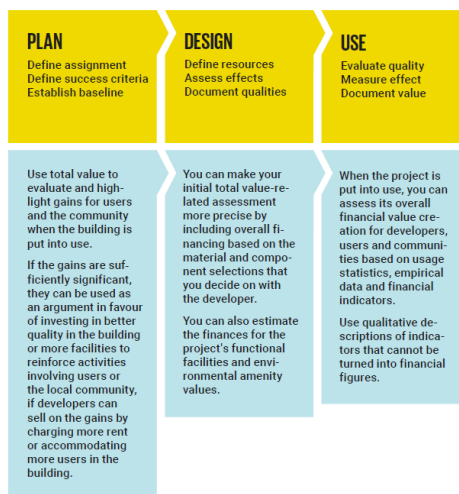 PLAN
Define assignment
Define success criteria
Establish baseline
Use total value to
evaluate and high-
light gains for users
and the community
when the building is
put into use.
If the gains are suf-
ficiently significant,
they can be used as
an argument in favour
of investing in better
quality in the building
or more facilities to
reinforce activities
involving users or
the local community,
if developers can
sell on the gains by
charging more rent
or accommodating
more users in the
building.
DESIGN
Define resources
Assess effects
Document qualities
You can make your
initial total value-re-
lated assessment
more precise by
including overall fi-
nancing based on the
material and compo-
nent selections that
you decide on with
the developer.
You can also estimate
the finances for the
project's functional
facilities and envi-
ronmental amenity
values.
USE
Evaluate quality
Measure effect
Document value
When the project is
put into use, you can
assess its overall
financial value crea-
tion for developers,
users and communi-
ties based on usage
statistics, empirical
data and financial
indicators.
Use qualitative de-
scriptions of indica-
tors that cannot be
turned into financial
figures.